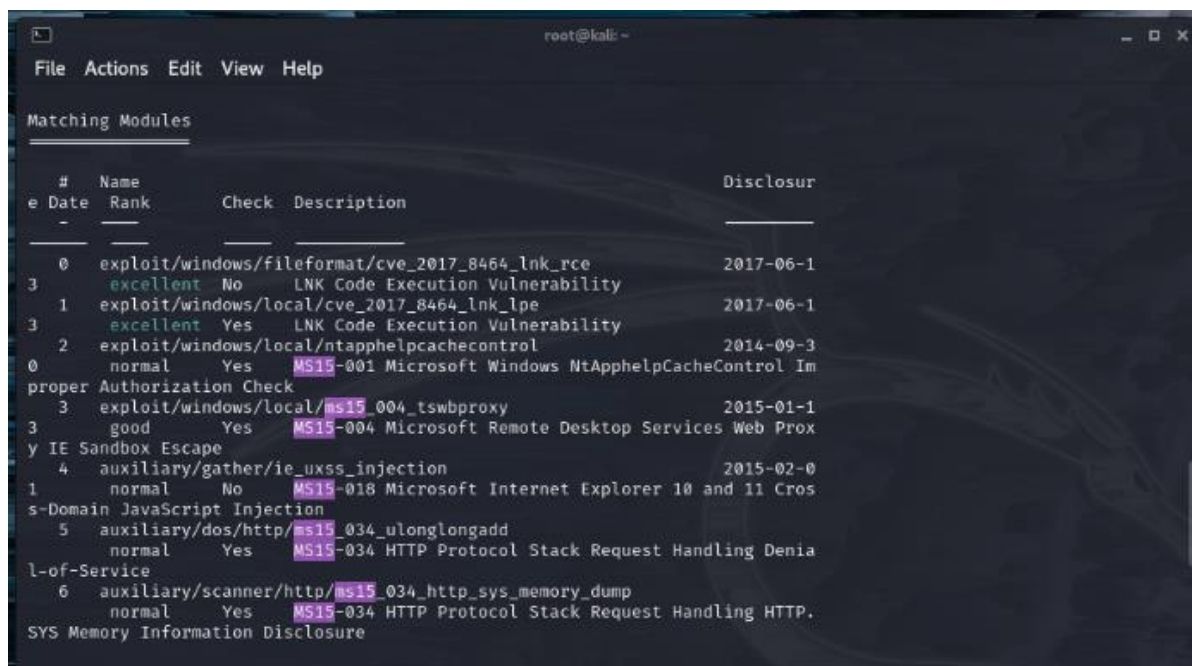 root@kali: ~
File Actions Edit View Help
Matching Modules
# Name Disclosur
e Date Rank Check Description
-
0 exploit/windows/fileformat/cve_2017_8464_lnk_rce 2017-06-1
3 excellent No LNK Code Execution Vulnerability
1 exploit/windows/local/cve_2017_8464_lnk_lpe 2017-06-1
3 excellent Yes LNK Code Execution Vulnerability
2 exploit/windows/local/ntapphelpcachecontrol 2014-09-3
0 normal Yes MS15-001 Microsoft Windows NtApphelpCacheControl Im
proper Authorization Check
3 exploit/windows/local/ms15_004_tswbproxy 2015-01-1
3 good Yes MS15-004 Microsoft Remote Desktop Services Web Prox
y IE Sandbox Escape
4 auxiliary/gather/ie_uxss_injection 2015-02-0
1 normal No MS15-018 Microsoft Internet Explorer 10 and 11 Cros
s-Domain JavaScript Injection
5 auxiliary/dos/http/ms15_034_ulonglongadd
normal Yes MS15-034 HTTP Protocol Stack Request Handling Denia
l-of-Service
6 auxiliary/scanner/http/ms15_034_http_sys_memory_dump
normal Yes MS15-034 HTTP Protocol Stack Request Handling HTTP.
SYS Memory Information Disclosure